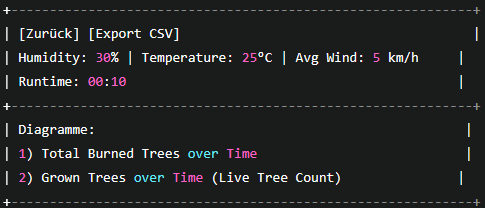 +----------------------------------------------------------+
| [Zurück] [Export CSV] |
| Humidity: 30% | Temperature: 25°C | Avg Wind: 5 km/h |
| Runtime: 00:10 |
+----------------------------------------------------------+
| Diagramme: |
| 1) Total Burned Trees over Time |
| 2) Grown Trees over Time (Live Tree Count) |
+----------------------------------------------------------+